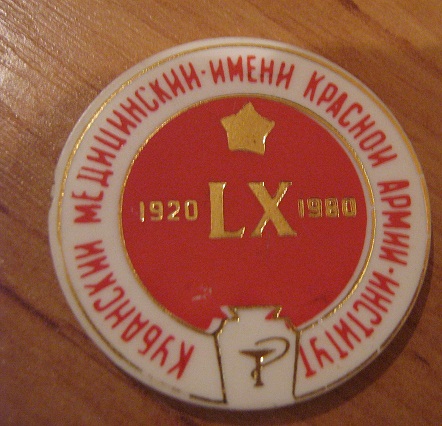 КУБАНСКИЙ МЕДИЦИНСКИЙ·ИМЕНИ КРАСНОЙ АРМИИ·ИНСТИТУТ
1920 LX 1980